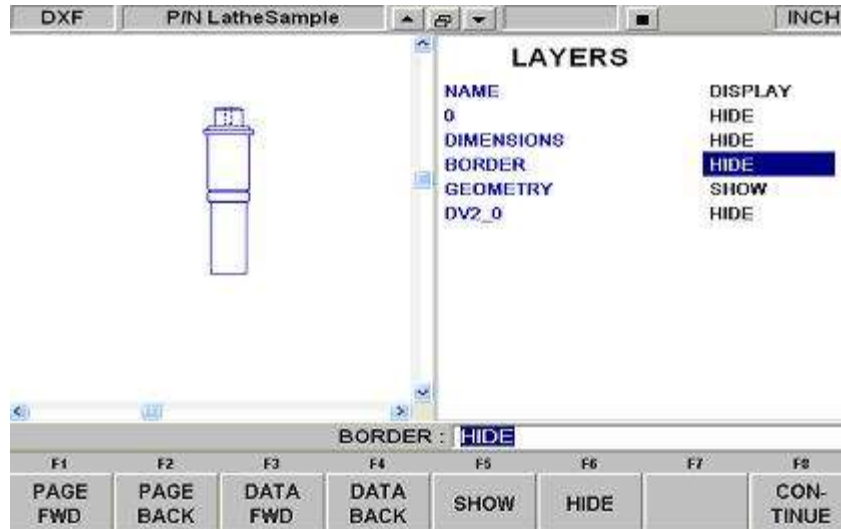 DXF P/N LatheSample INCH
LAYERS
NAME DISPLAY
0 HIDE
DIMENSIONS HIDE
BORDER HIDE
GEOMETRY SHOW
DV2_0 HIDE
BORDER : HIDE
F1 F2 F3 F4 F5 F6 F7 F8
PAGE FWD
PAGE BACK
DATA FWD
DATA BACK
SHOW
HIDE
CON-
TINUE